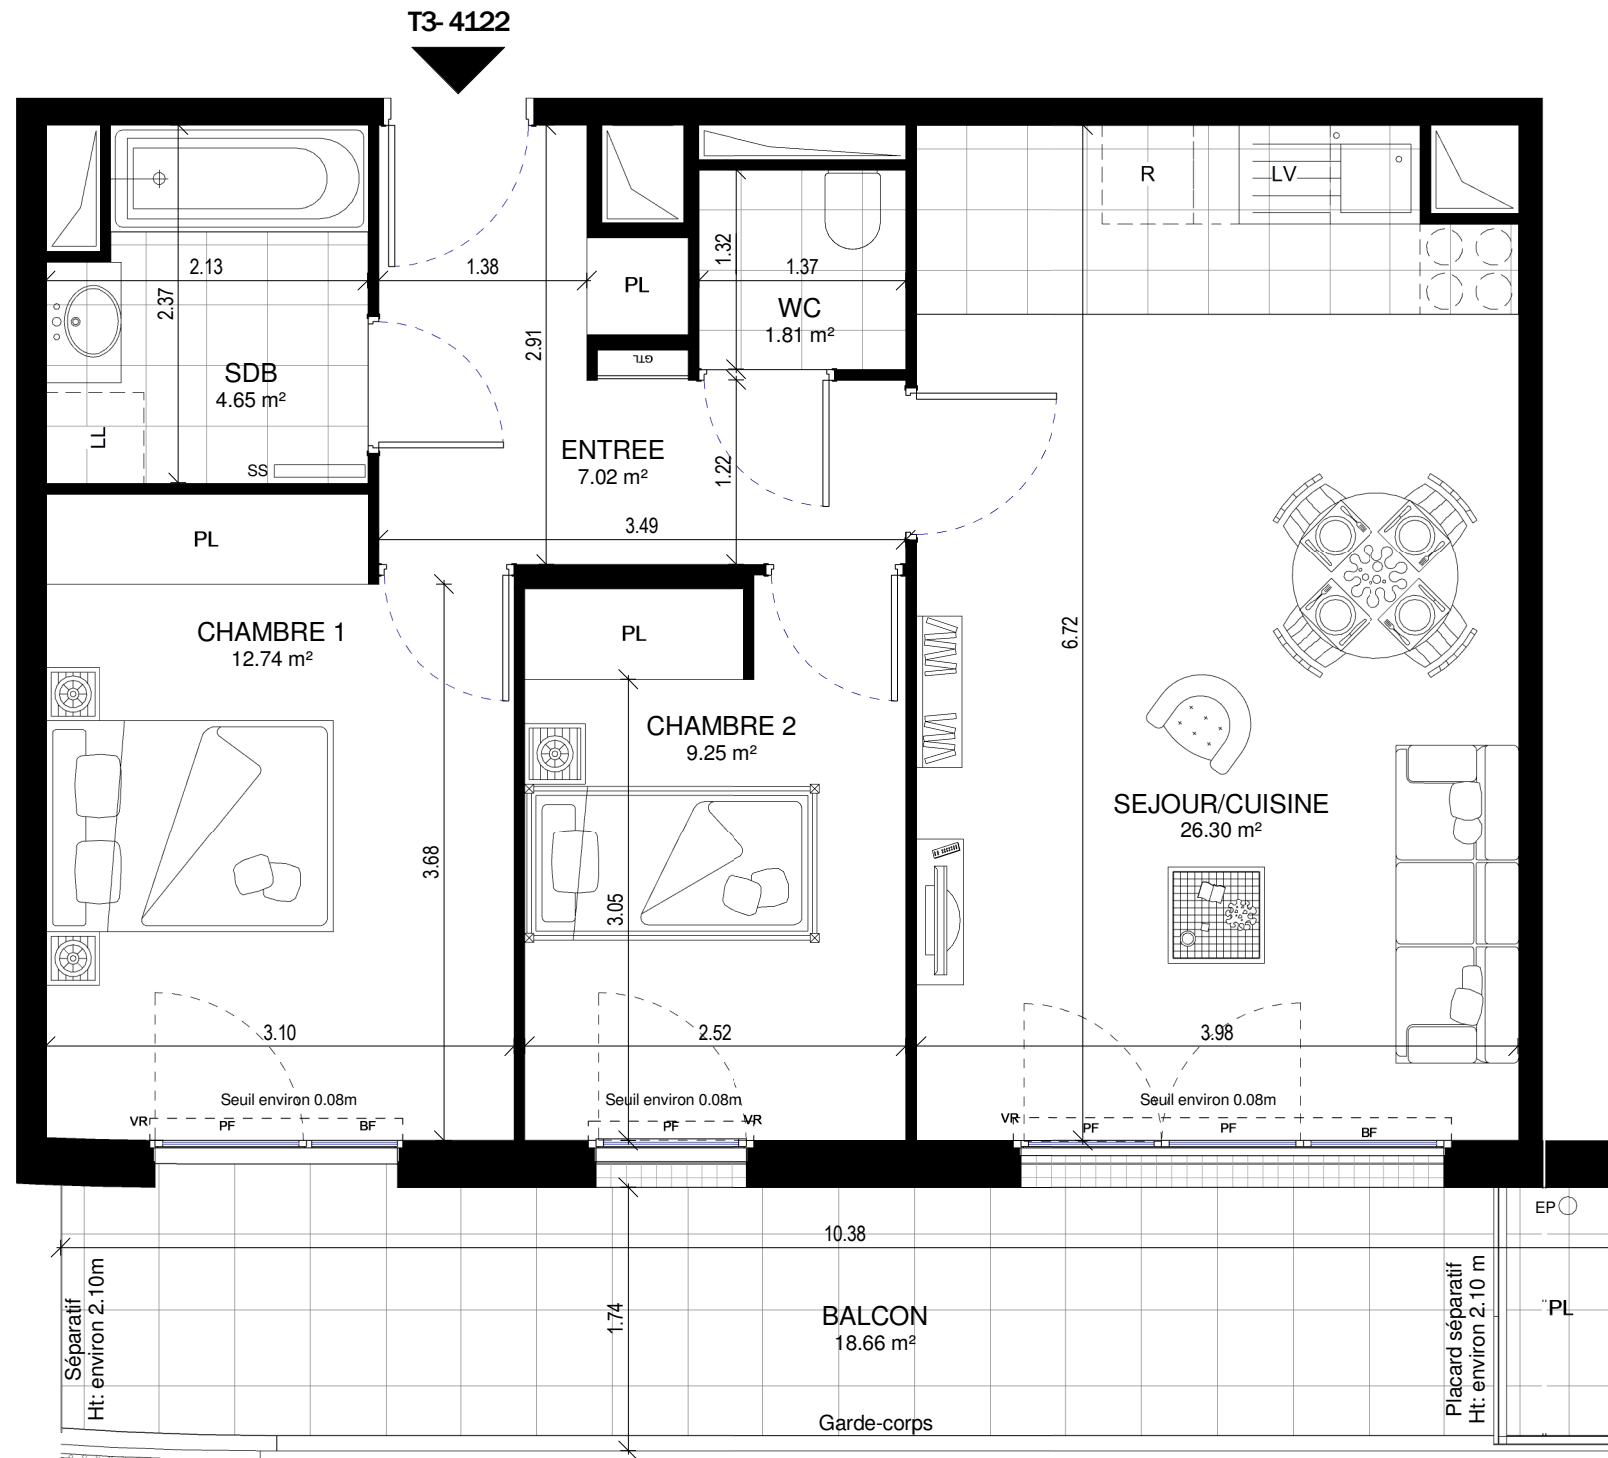 T3-4122
R
LV
2.13
1.38
PL
1.32
1.37
WC
1.81 m²
2.37
2.91
GTL
SDB
4.65 m²
LL
SS
ENTREE
7.02 m²
1.22
3.49
PL
CHAMBRE 1
12.74 m²
PL
6.72
CHAMBRE 2
9.25 m²
SEJOUR/CUISINE
26.30 m²
3.68
3.05
3.10
2.52
3.98
Seuil environ 0.08m
Seuil environ 0.08m
Seuil environ 0.08m
VR
PF
BF
PF
VR
VR
PF
PF
BF
EP
10.38
Séparatif
Ht: environ 2.10m
1.74
BALCON
18.66 m²
Placard séparatif
Ht: environ 2.10 m
PL
Garde-corps